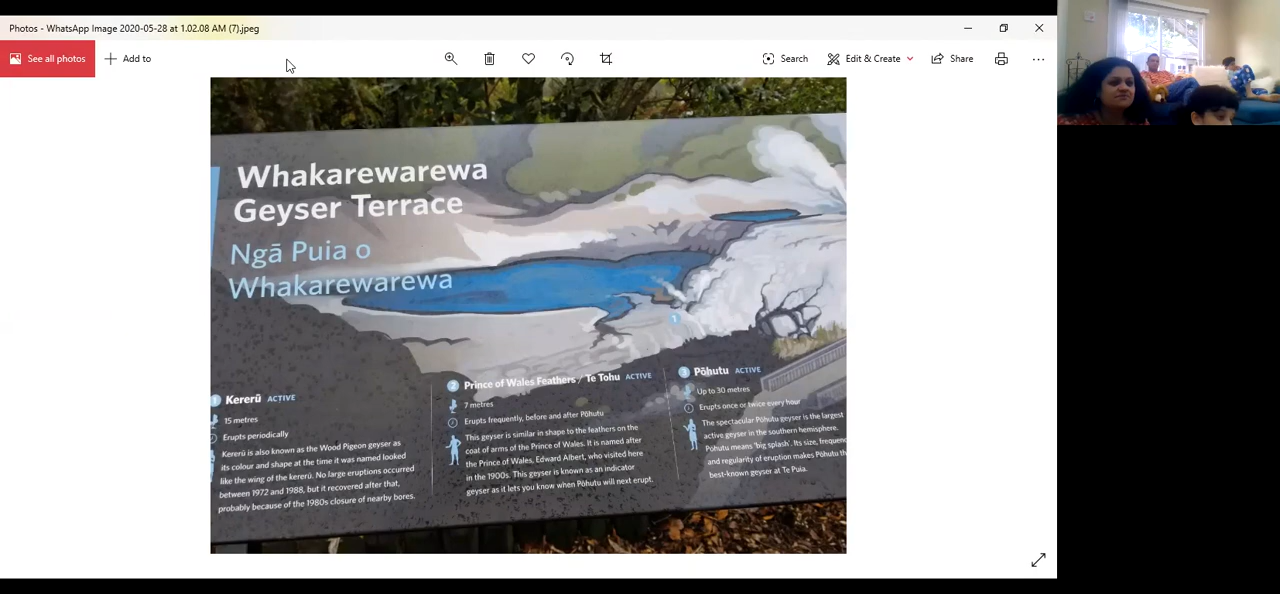 Photos - WhatsApp Image 2020-05-28 at 1.02.08 AM (7).jpeg
See all photos
Add to
Search
Edit & Create
Share
Whakarewarewa
Geyser Terrace
Ngā Puia o
Whakarewarewa
1
1 Kererū ACTIVE
15 metres
Erupts periodically
Kererū is also known as the Wood Pigeon geyser as
its colour and shape at the time it was named looked
like the wing of the kererū. No large eruptions occurred
between 1972 and 1988, but it recovered after that,
probably because of the 1980s closure of nearby bores.
2 Prince of Wales Feathers / Te Tohu ACTIVE
7 metres
Erupts frequently, before and after Pōhutu
This geyser is similar in shape to the feathers on the
coat of arms of the Prince of Wales. It is named after
the Prince of Wales, Edward Albert, who visited here
in the 1900s. This geyser is known as an indicator
geyser as it lets you know when Pōhutu will next erupt.
3 Pōhutu ACTIVE
Up to 30 metres
Erupts once or twice every hour
The spectacular Pōhutu geyser is the largest
active geyser in the southern hemisphere.
Pōhutu means 'big splash'. Its size,
and regularity of eruption makes Pōhutu
best-known geyser at Te Puia.